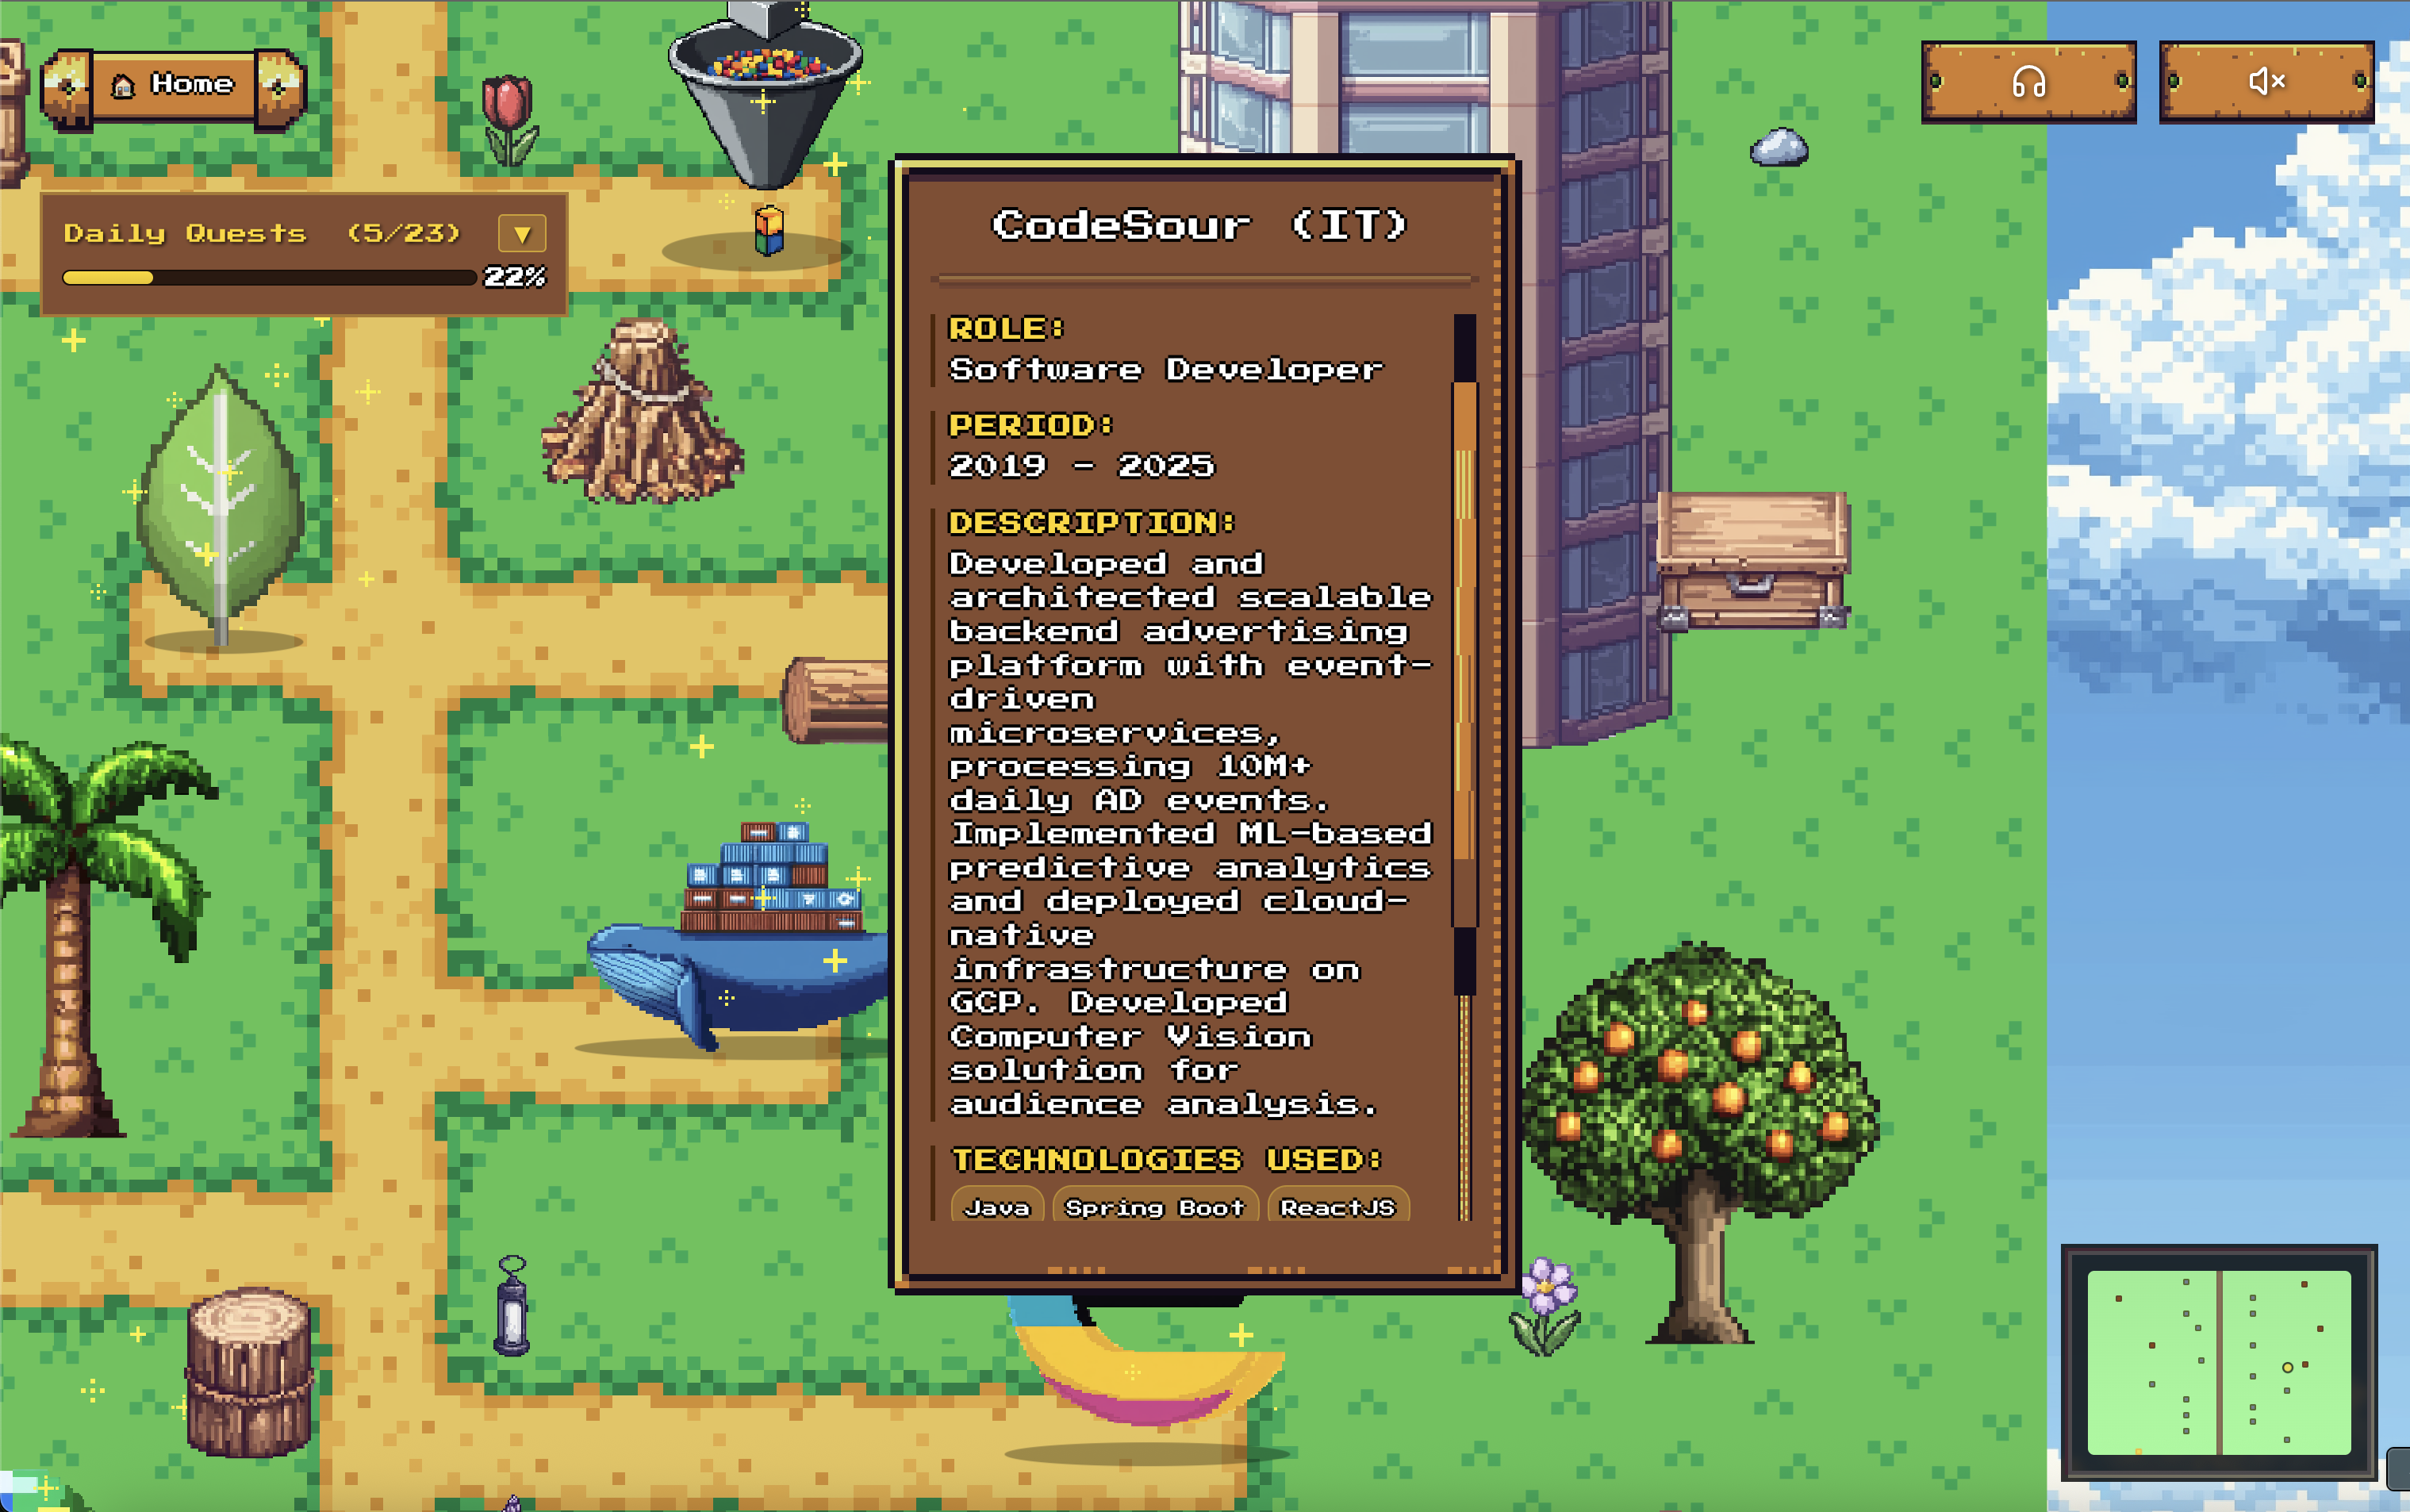 Home
Daily Quests (5/23)
22%
CodeSour (IT)
ROLE:
Software Developer
PERIOD:
2019 - 2025
DESCRIPTION:
Developed and
architected scalable
backend advertising
platform with event-
driven
microservices,
processing 10M+
daily AD events.
Implemented ML-based
predictive analytics
and deployed cloud-
native
infrastructure on
GCP. Developed
Computer Vision
solution for
audience analysis.
TECHNOLOGIES USED:
Java Spring Boot ReactJS